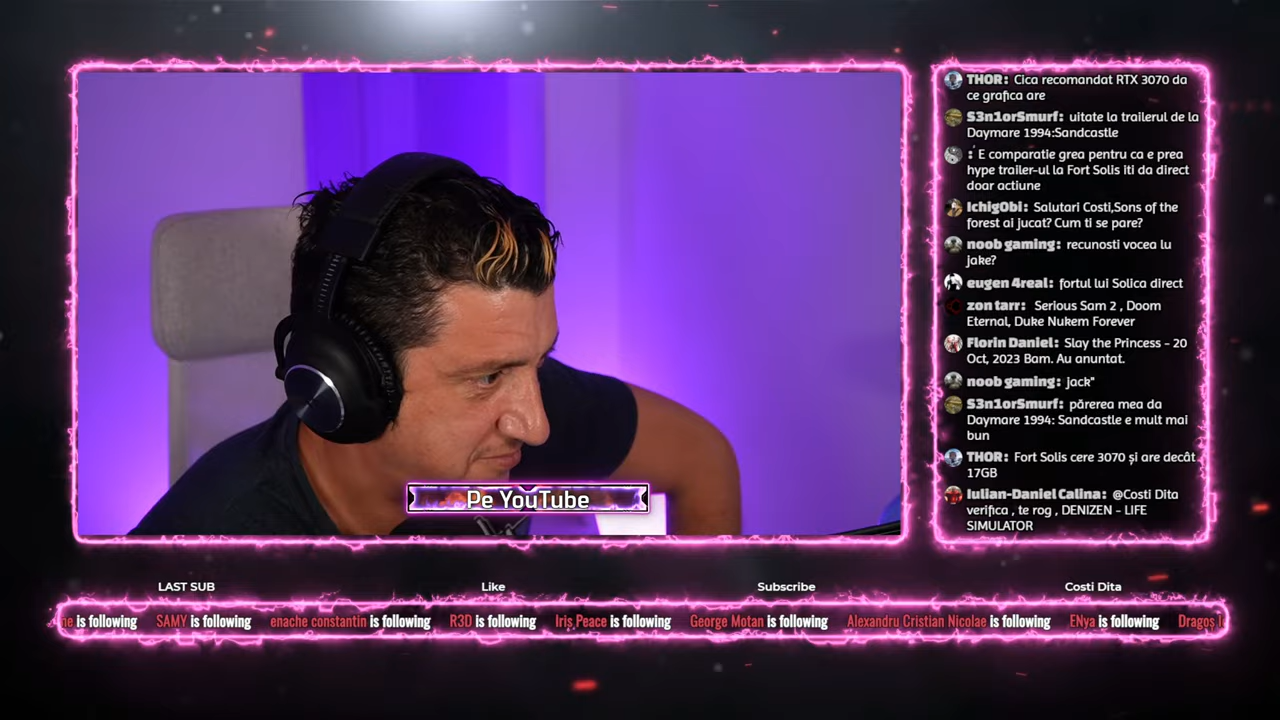 THOR: Cica recomandat RTX 3070 da
ce grafica are
S3n1orSmurf: uitate la trailerul de la
Daymare 1994:Sandcastle
: E comparatie grea pentru ca e prea
hype trailer-ul la Fort Solis iti da direct
doar actiune
IchigObi: Salutari Costi,Sons of the
forest ai jucat? Cum ti se pare?
noob gaming: recunosti vocea lu
jake?
eugen 4real: fortul lui Solica direct
zon tarr: Serious Sam 2 , Doom
Eternal, Duke Nukem Forever
Florin Daniel: Slay the Princess - 20
Oct, 2023 Bam. Au anuntat.
noob gaming: jack"
S3n1orSmurf: părerea mea da
Daymare 1994: Sandcastle e mult mai
bun
THOR: Fort Solis cere 3070 și are decât
17GB
Iulian-Daniel Calina: @Costi Dita
verifica , te rog , DENIZEN - LIFE
SIMULATOR
Pe YouTube
LAST SUB Like Subscribe Costi Dita
is following SAMY is following enache constantin is following R3D is following Iris Peace is following George Motan is following Alexandru Cristian Nicolae is following ENya is following Dragoș